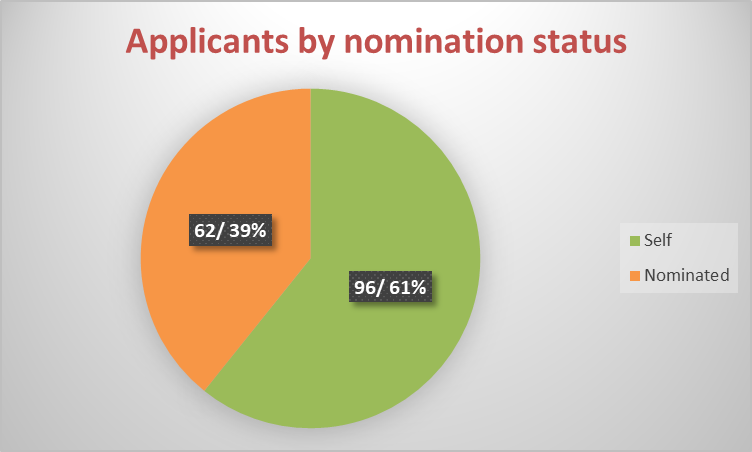 Applicants by nomination status
62/ 39%
96/ 61%
Self
Nominated